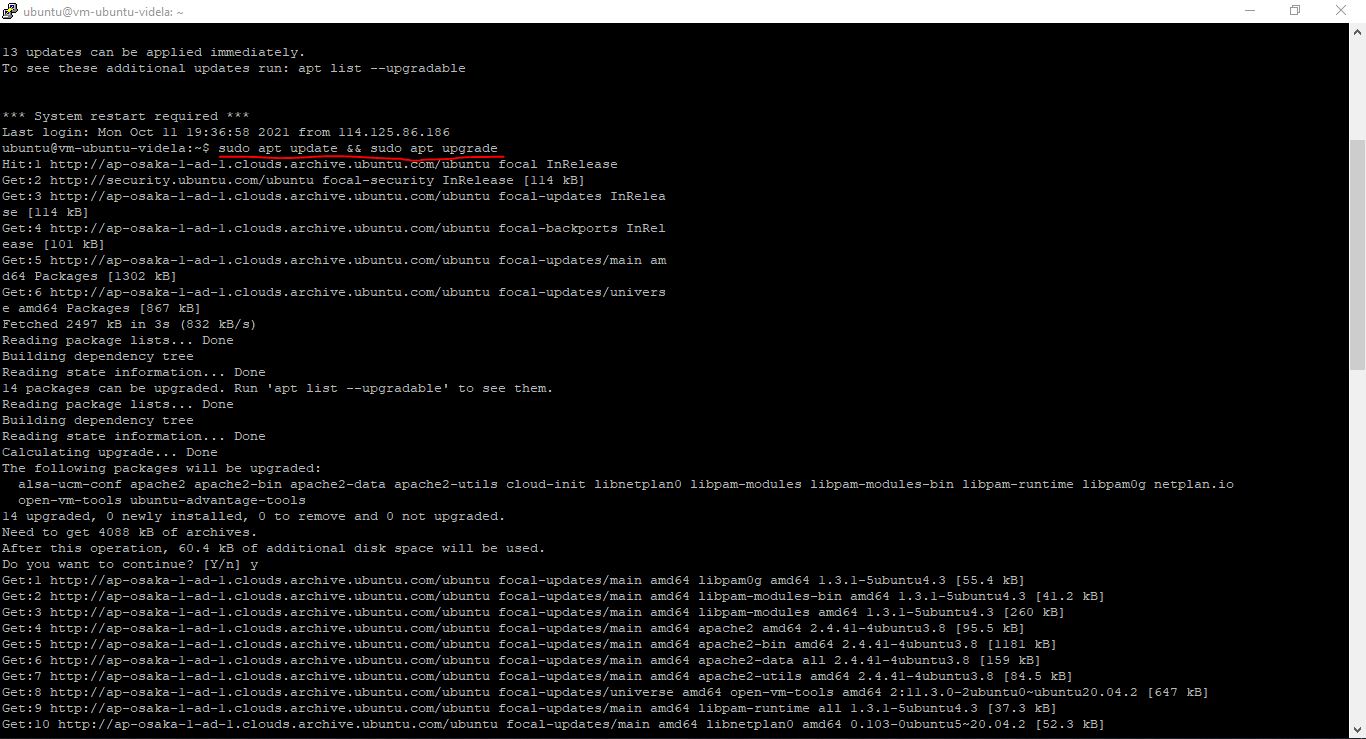 ubuntu@vm-ubuntu-videla: ~
13 updates can be applied immediately.
To see these additional updates run: apt list --upgradable
*** System restart required ***
Last login: Mon Oct 11 19:36:58 2021 from 114.125.86.186
ubuntu@vm-ubuntu-videla:~$ sudo apt update && sudo apt upgrade
Hit:1 http://ap-osaka-1-ad-1.clouds.archive.ubuntu.com/ubuntu focal InRelease
Get:2 http://security.ubuntu.com/ubuntu focal-security InRelease [114 kB]
Get:3 http://ap-osaka-1-ad-1.clouds.archive.ubuntu.com/ubuntu focal-updates InRelea
se [114 kB]
Get:4 http://ap-osaka-1-ad-1.clouds.archive.ubuntu.com/ubuntu focal-backports InRel
ease [101 kB]
Get:5 http://ap-osaka-1-ad-1.clouds.archive.ubuntu.com/ubuntu focal-updates/main am
d64 Packages [1302 kB]
Get:6 http://ap-osaka-1-ad-1.clouds.archive.ubuntu.com/ubuntu focal-updates/univers
e amd64 Packages [867 kB]
Fetched 2497 kB in 3s (832 kB/s)
Reading package lists... Done
Building dependency tree
Reading state information... Done
14 packages can be upgraded. Run 'apt list --upgradable' to see them.
Reading package lists... Done
Building dependency tree
Reading state information... Done
Calculating upgrade... Done
The following packages will be upgraded:
  alsa-ucm-conf apache2 apache2-bin apache2-data apache2-utils cloud-init libnetplan0 libpam-modules libpam-modules-bin libpam-runtime libpam0g netplan.io
  open-vm-tools ubuntu-advantage-tools
14 upgraded, 0 newly installed, 0 to remove and 0 not upgraded.
Need to get 4088 kB of archives.
After this operation, 60.4 kB of additional disk space will be used.
Do you want to continue? [Y/n] y
Get:1 http://ap-osaka-1-ad-1.clouds.archive.ubuntu.com/ubuntu focal-updates/main amd64 libpam0g amd64 1.3.1-5ubuntu4.3 [55.4 kB]
Get:2 http://ap-osaka-1-ad-1.clouds.archive.ubuntu.com/ubuntu focal-updates/main amd64 libpam-modules-bin amd64 1.3.1-5ubuntu4.3 [41.2 kB]
Get:3 http://ap-osaka-1-ad-1.clouds.archive.ubuntu.com/ubuntu focal-updates/main amd64 libpam-modules amd64 1.3.1-5ubuntu4.3 [260 kB]
Get:4 http://ap-osaka-1-ad-1.clouds.archive.ubuntu.com/ubuntu focal-updates/main amd64 apache2 amd64 2.4.41-4ubuntu3.8 [95.5 kB]
Get:5 http://ap-osaka-1-ad-1.clouds.archive.ubuntu.com/ubuntu focal-updates/main amd64 apache2-bin amd64 2.4.41-4ubuntu3.8 [1181 kB]
Get:6 http://ap-osaka-1-ad-1.clouds.archive.ubuntu.com/ubuntu focal-updates/main amd64 apache2-data all 2.4.41-4ubuntu3.8 [159 kB]
Get:7 http://ap-osaka-1-ad-1.clouds.archive.ubuntu.com/ubuntu focal-updates/main amd64 apache2-utils amd64 2.4.41-4ubuntu3.8 [84.5 kB]
Get:8 http://ap-osaka-1-ad-1.clouds.archive.ubuntu.com/ubuntu focal-updates/universe amd64 open-vm-tools amd64 2:11.3.0-2ubuntu0~ubuntu20.04.2 [647 kB]
Get:9 http://ap-osaka-1-ad-1.clouds.archive.ubuntu.com/ubuntu focal-updates/main amd64 libpam-runtime all 1.3.1-5ubuntu4.3 [37.3 kB]
Get:10 http://ap-osaka-1-ad-1.clouds.archive.ubuntu.com/ubuntu focal-updates/main amd64 libnetplan0 amd64 0.103-0ubuntu5~20.04.2 [52.3 kB]